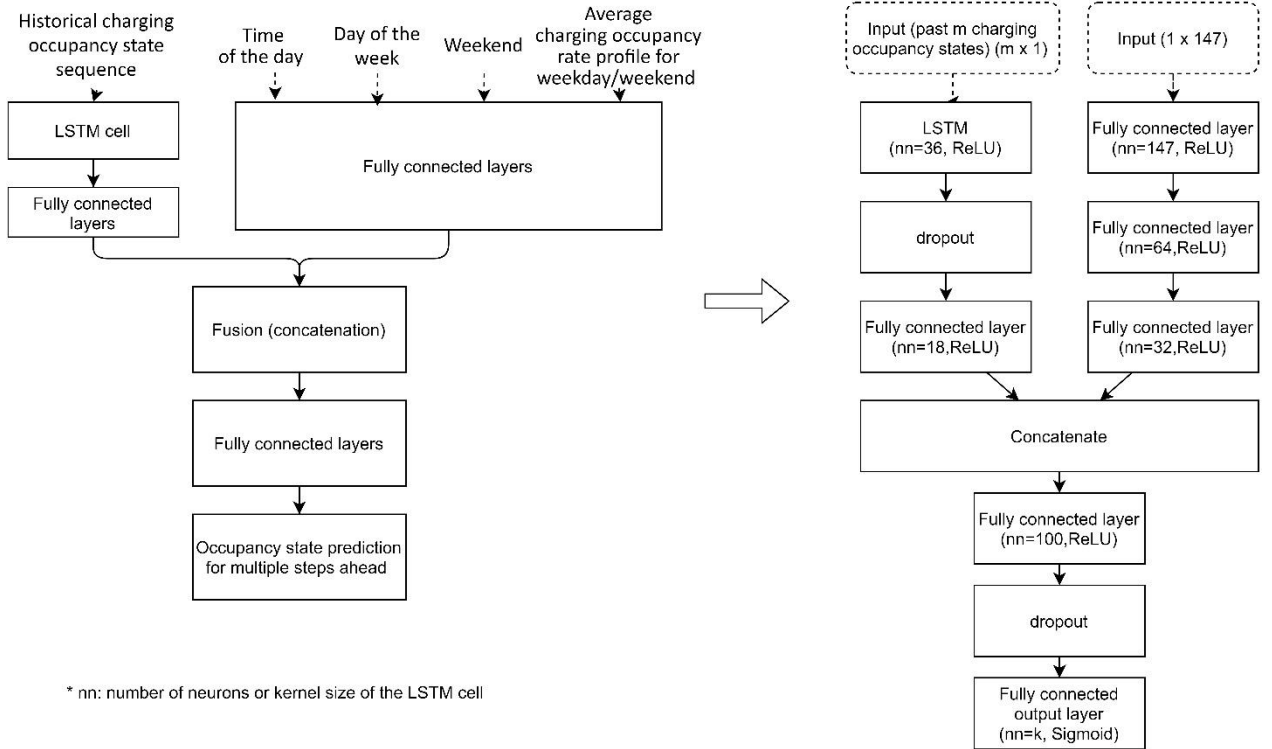 Historical charging
occupancy state
sequence
Time
of the day
Day of the
week
Weekend
Average
charging occupancy
rate profile for
weekday/weekend
LSTM cell
Fully connected
layers
Fully connected layers
Fusion (concatenation)
Fully connected layers
Occupancy state prediction
for multiple steps ahead
* nn: number of neurons or kernel size of the LSTM cell
Input (past m charging
occupancy states) (m x 1)
Input (1 x 147)
LSTM
(nn=36, ReLU)
Fully connected layer
(nn=147, ReLU)
dropout
Fully connected layer
(nn=64,ReLU)
Fully connected layer
(nn=18,ReLU)
Fully connected layer
(nn=32,ReLU)
Concatenate
Fully connected layer
(nn=100,ReLU)
dropout
Fully connected
output layer
(nn=k, Sigmoid)